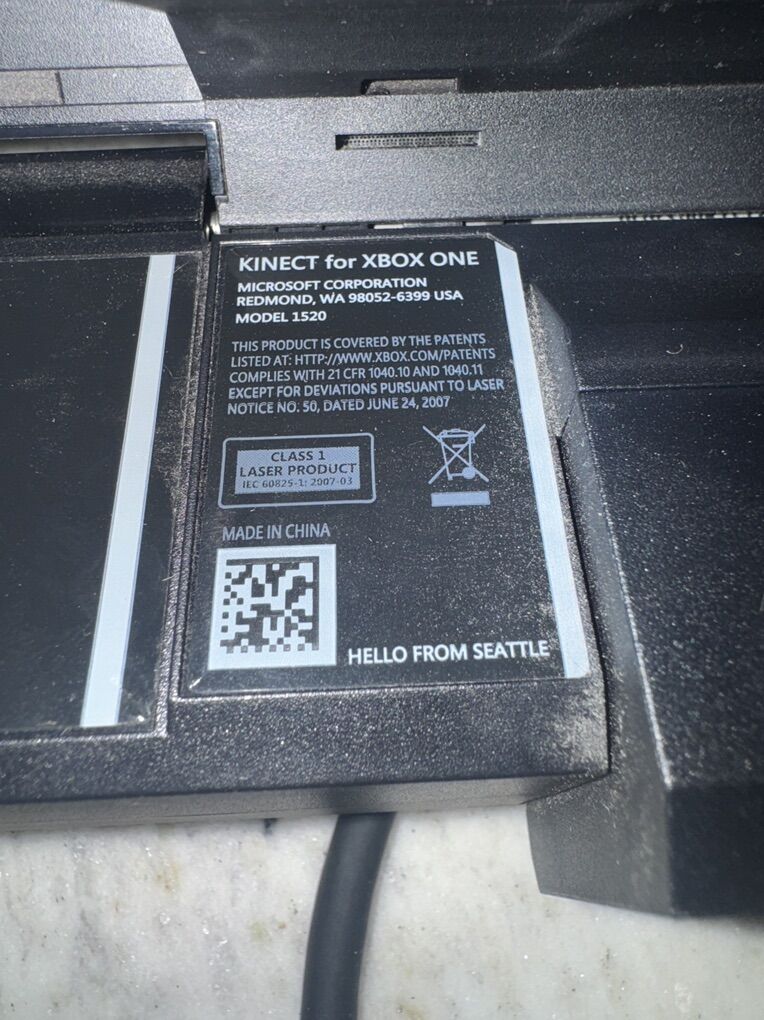 KINECT for XBOX ONE
MICROSOFT CORPORATION
REDMOND, WA 98052-6399 USA
MODEL 1520
THIS PRODUCT IS COVERED BY THE PATENTS
LISTED AT: HTTP://WWW.XBOX.COM/PATENTS
COMPLIES WITH 21 CFR 1040.10 AND 1040.11
EXCEPT FOR DEVIATIONS PURSUANT TO LASER
NOTICE NO. 50, DATED JUNE 24, 2007
CLASS 1
LASER PRODUCT
IEC 60825-1: 2007-03
MADE IN CHINA
HELLO FROM SEATTLE